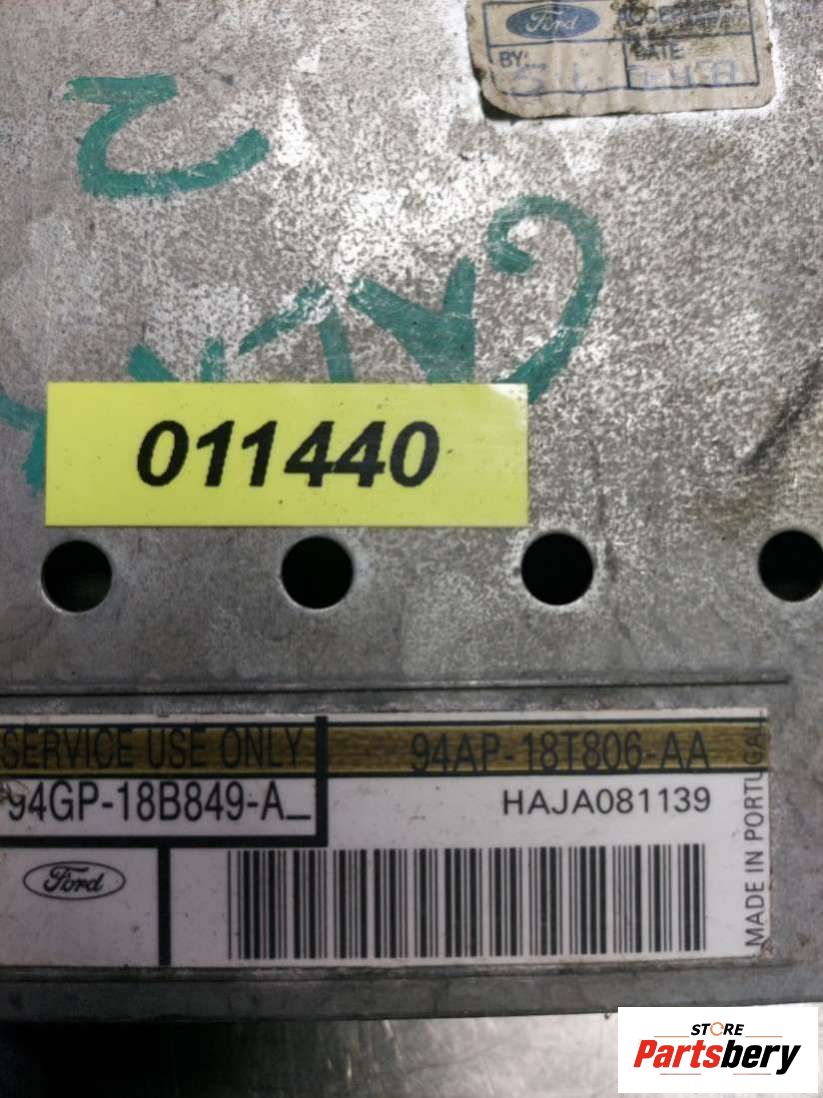 Ford
BY:
DATE:
2
011440
SERVICE USE ONLY
94AP-18T806-AA
94GP-18B849-A_
HAJA081139
MADE IN PORTUGAL
Ford
STORE
Partsbery